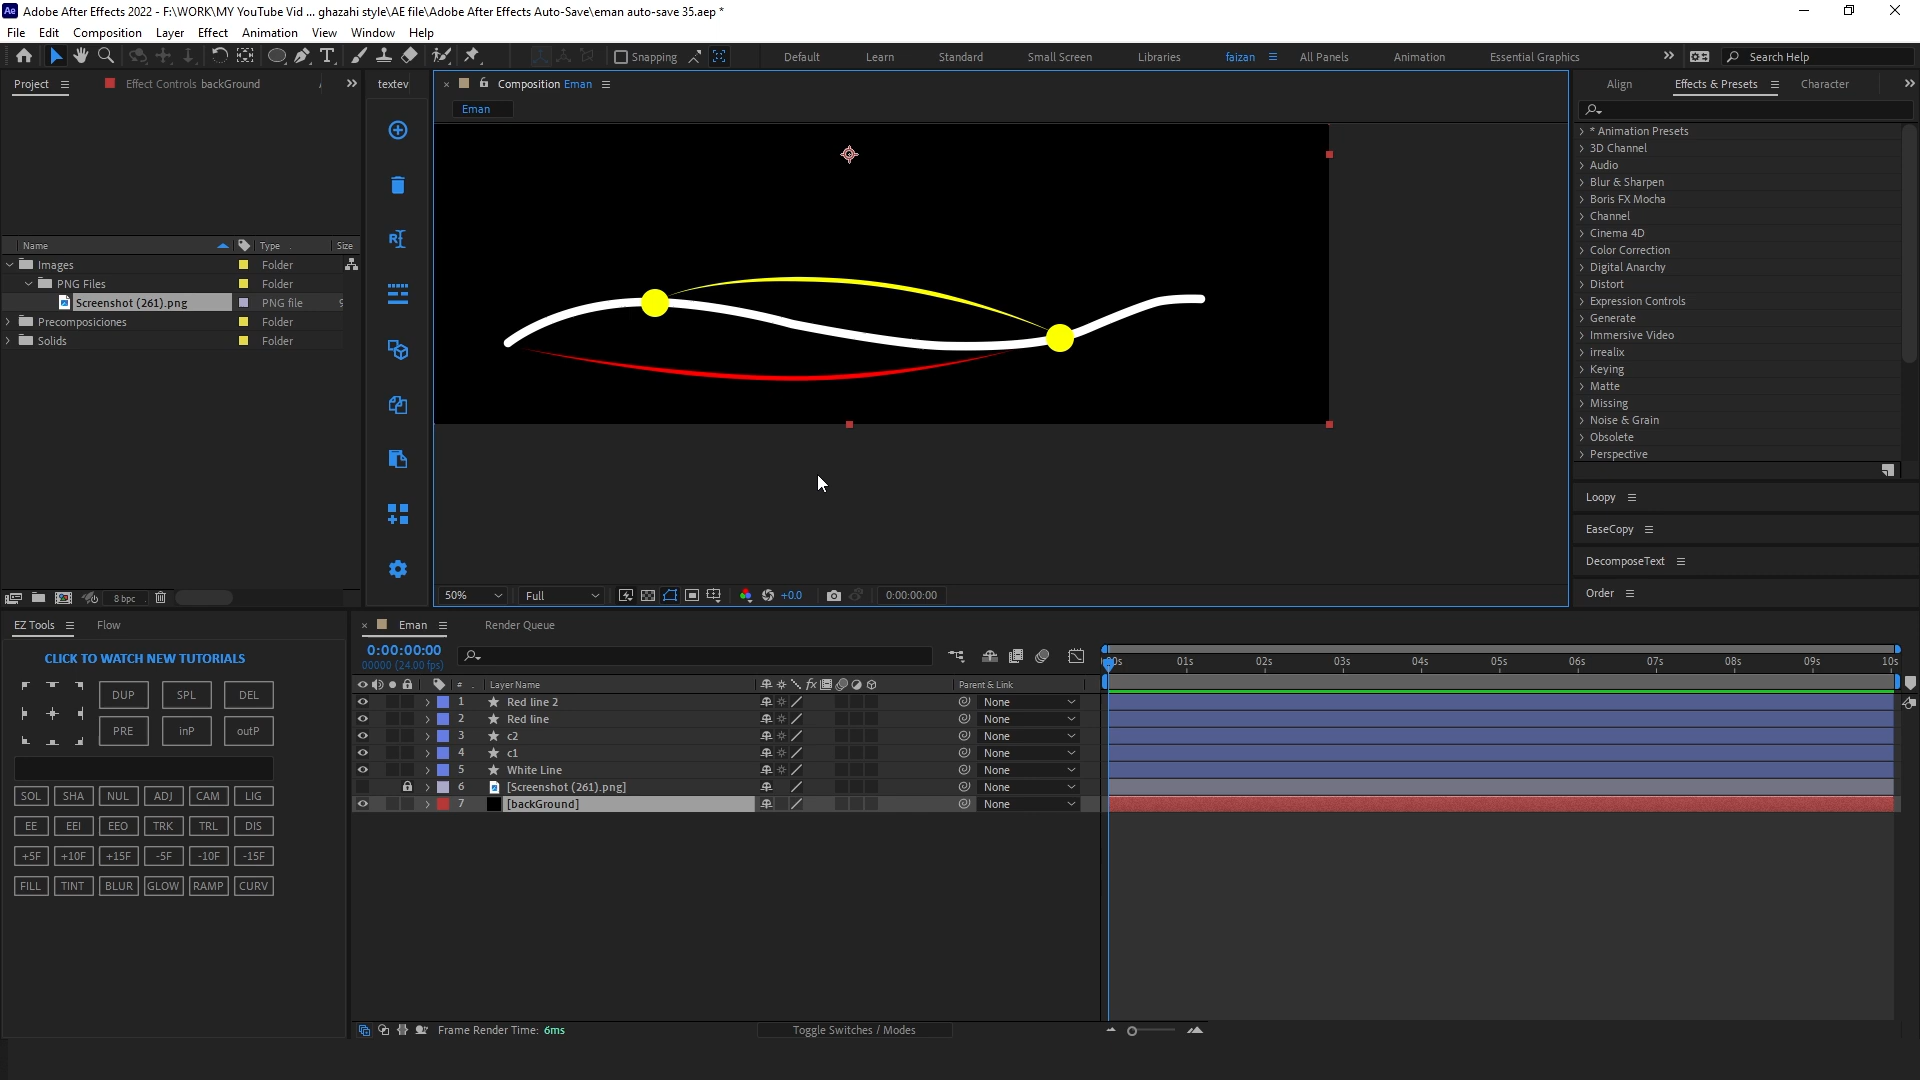 Ae Adobe After Effects 2022 - F:\WORK\MY YouTube Vid ... ghazahi style\AE file\Adobe After Effects Auto-Save\eman auto-save 35.aep *
File Edit Composition Layer Effect Animation View Window Help
Snapping Default Learn Standard Small Screen Libraries faizan All Panels Animation Essential Graphics Search Help
Project Effect Controls backGround textev Composition Eman Align Effects & Presets Character
Eman
* Animation Presets
3D Channel
Audio
Blur & Sharpen
Boris FX Mocha
Channel
Cinema 4D
Color Correction
Digital Anarchy
Distort
Expression Controls
Generate
Immersive Video
irrealix
Keying
Matte
Missing
Noise & Grain
Obsolete
Perspective
Loopy
EaseCopy
DecomposeText
Order
Name Type Size
Images Folder
PNG Files Folder
Screenshot (261).png PNG file
Precomposiciones Folder
Solids Folder
8 bpc
50% Full +0.0 0:00:00:00
EZ Tools Flow
CLICK TO WATCH NEW TUTORIALS
DUP SPL DEL
PRE inP outP
SOL SHA NUL ADJ CAM LIG
EE EEI EEO TRK TRL DIS
+5F +10F +15F -5F -10F -15F
FILL TINT BLUR GLOW RAMP CURV
Eman Render Queue
0:00:00:00
00000 (24.00 fps)
01s 02s 03s 04s 05s 06s 07s 08s 09s 10s
# Layer Name Parent & Link
1 Red line 2 None
2 Red line None
3 c2 None
4 c1 None
5 White Line None
6 [Screenshot (261).png] None
7 [backGround] None
Frame Render Time: 6ms Toggle Switches / Modes